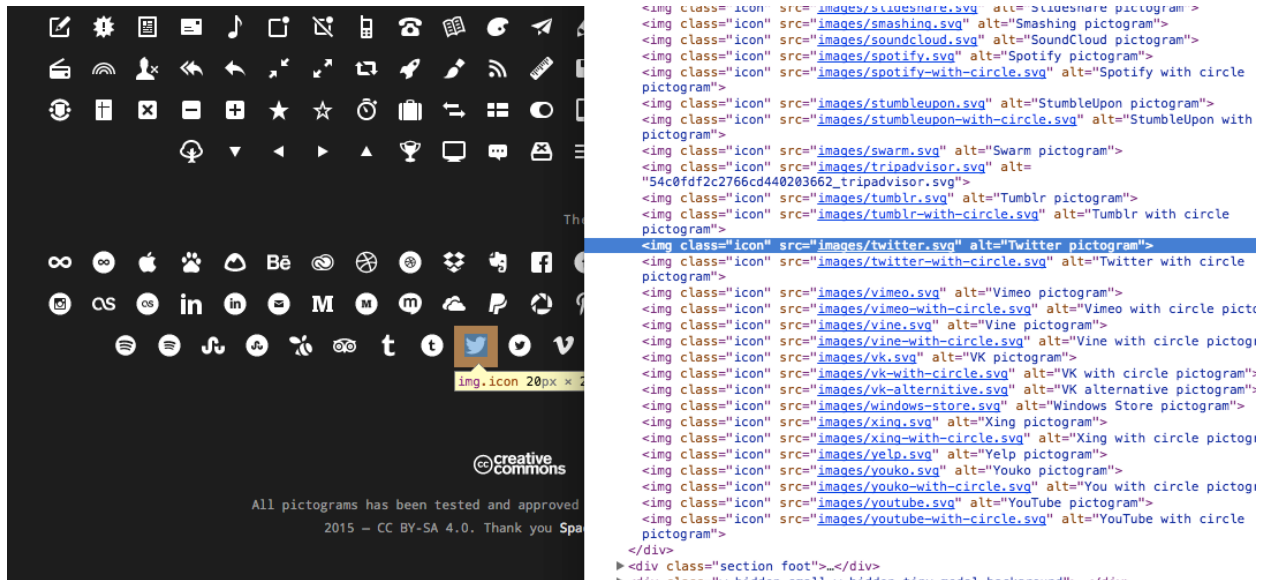 The
img.icon 20px × 2
creative
commons
All pictograms has been tested and approved
2015 — CC BY-SA 4.0. Thank you Spa
<img class="icon" src="images/slideshare.svg" alt="Slideshare pictogram">
<img class="icon" src="images/smashing.svg" alt="Smashing pictogram">
<img class="icon" src="images/soundcloud.svg" alt="SoundCloud pictogram">
<img class="icon" src="images/spotify.svg" alt="Spotify pictogram">
<img class="icon" src="images/spotify-with-circle.svg" alt="Spotify with circle
pictogram">
<img class="icon" src="images/stumbleupon.svg" alt="StumbleUpon pictogram">
<img class="icon" src="images/stumbleupon-with-circle.svg" alt="StumbleUpon with
pictogram">
<img class="icon" src="images/swarm.svg" alt="Swarm pictogram">
<img class="icon" src="images/tripadvisor.svg" alt=
"54c0fdf2c2766cd440203662_tripadvisor.svg">
<img class="icon" src="images/tumblr.svg" alt="Tumblr pictogram">
<img class="icon" src="images/tumblr-with-circle.svg" alt="Tumblr with circle
pictogram">
<img class="icon" src="images/twitter.svg" alt="Twitter pictogram">
<img class="icon" src="images/twitter-with-circle.svg" alt="Twitter with circle
pictogram">
<img class="icon" src="images/vimeo.svg" alt="Vimeo pictogram">
<img class="icon" src="images/vimeo-with-circle.svg" alt="Vimeo with circle picto
<img class="icon" src="images/vine.svg" alt="Vine pictogram">
<img class="icon" src="images/vine-with-circle.svg" alt="Vine with circle pictogr
<img class="icon" src="images/vk.svg" alt="VK pictogram">
<img class="icon" src="images/vk-with-circle.svg" alt="VK with circle pictogram">
<img class="icon" src="images/vk-alternitive.svg" alt="VK alternative pictogram">
<img class="icon" src="images/windows-store.svg" alt="Windows Store pictogram">
<img class="icon" src="images/xing.svg" alt="Xing pictogram">
<img class="icon" src="images/xing-with-circle.svg" alt="Xing with circle pictogr
<img class="icon" src="images/yelp.svg" alt="Yelp pictogram">
<img class="icon" src="images/youko.svg" alt="Youko pictogram">
<img class="icon" src="images/youko-with-circle.svg" alt="You with circle pictogr
<img class="icon" src="images/youtube.svg" alt="YouTube pictogram">
<img class="icon" src="images/youtube-with-circle.svg" alt="YouTube with circle
pictogram">
</div>
<div class="section foot">…</div>